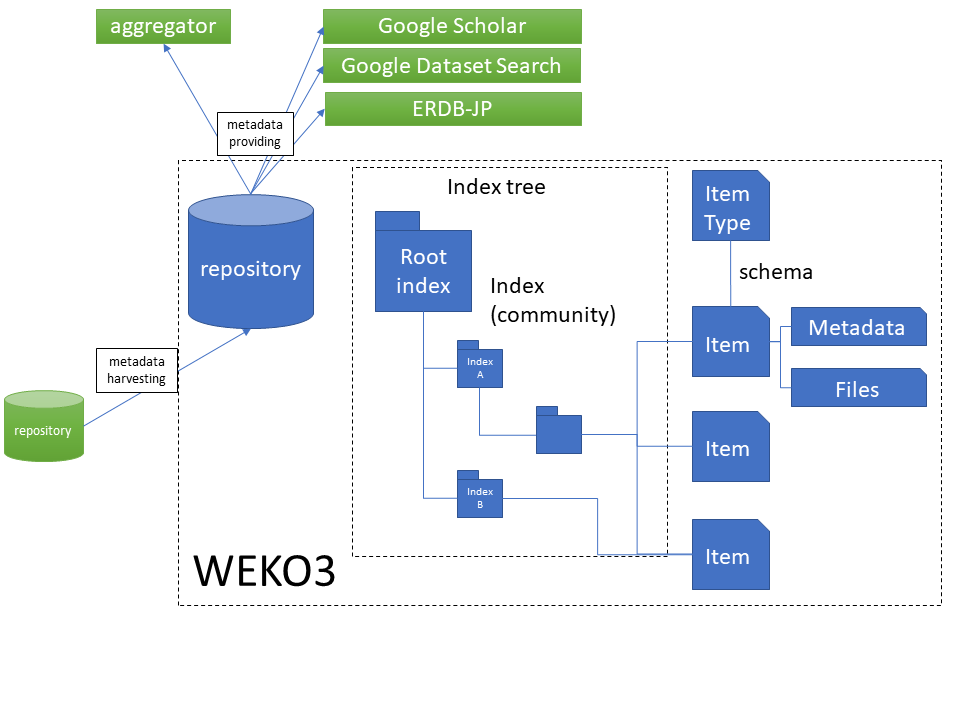 aggregator
Google Scholar
Google Dataset Search
ERDB-JP
metadata
providing
Index tree
Item
Type
repository
Root
index
schema
Index
(community)
Item
Metadata
Files
metadata
harvesting
Index
A
repository
Item
Index
B
Item
WEKO3